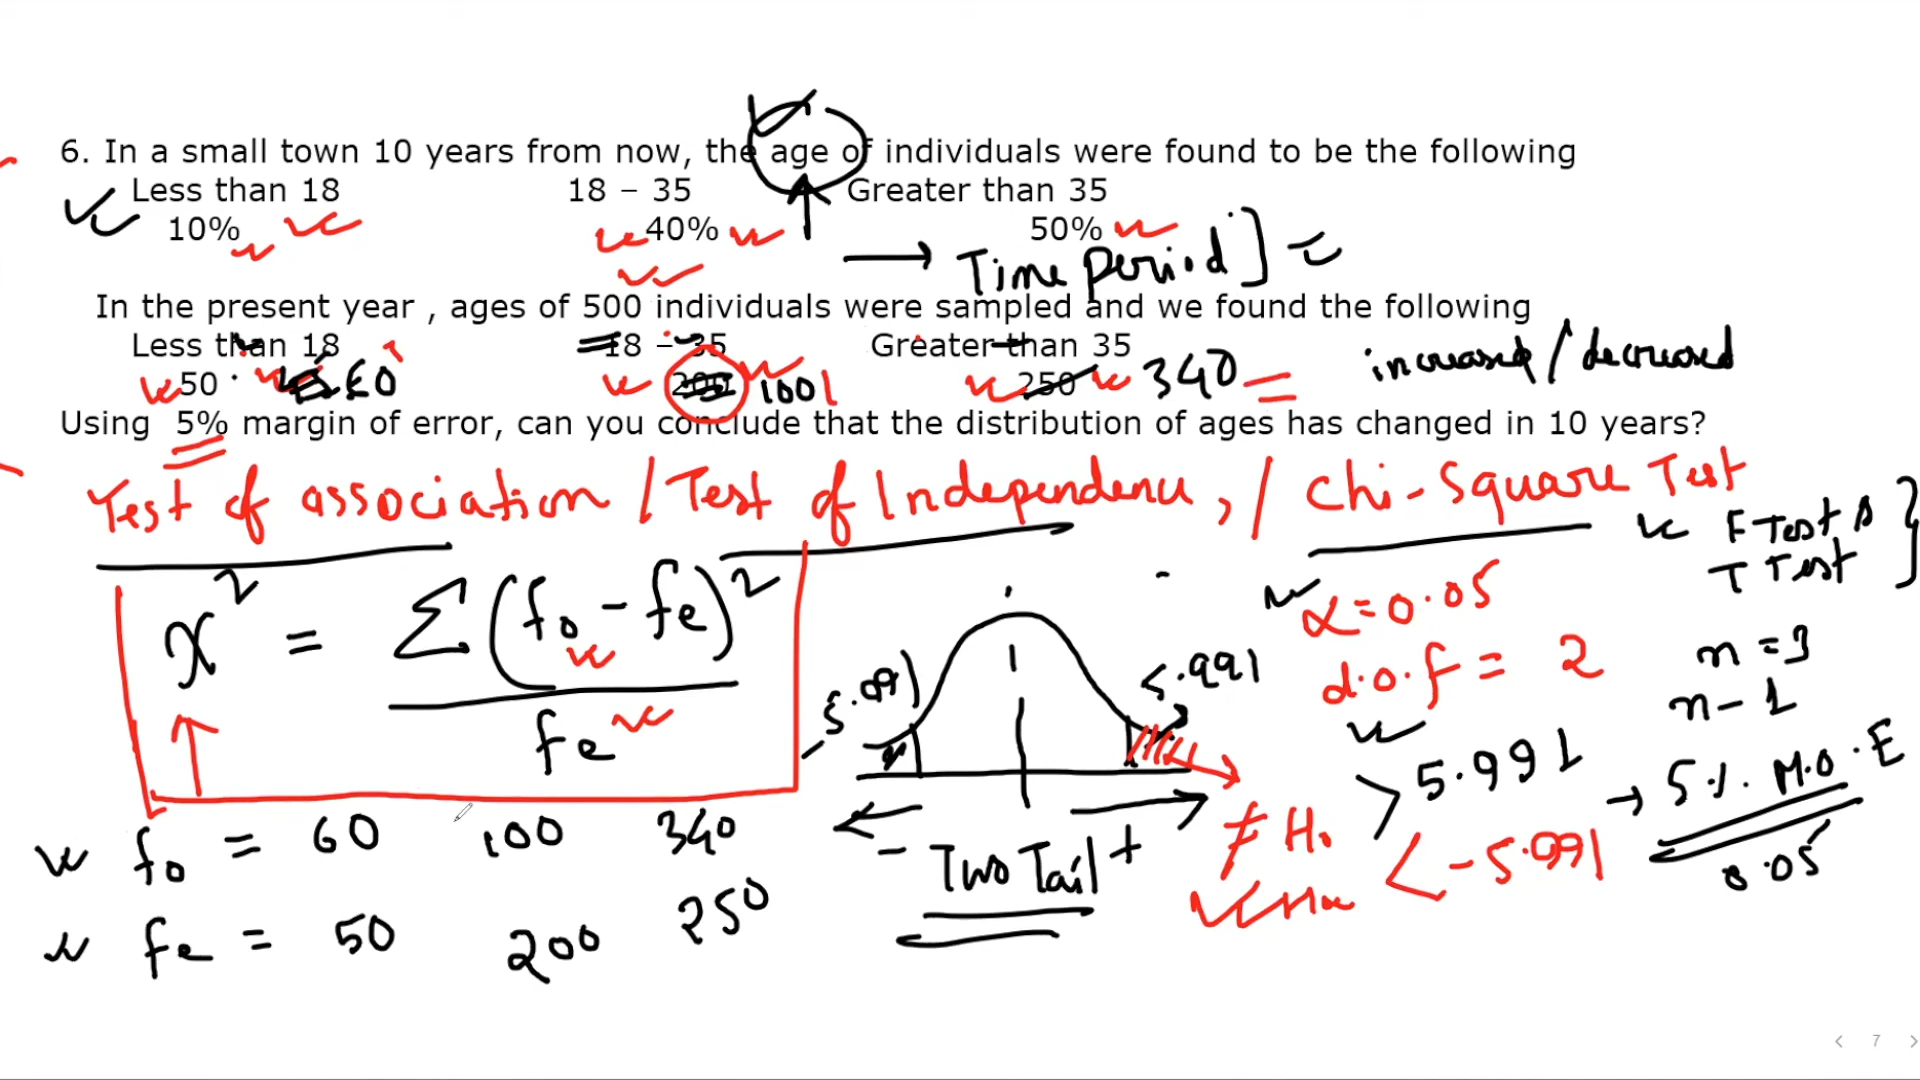 6. In a small town 10 years from now, the age of individuals were found to be the following
Less than 18 18 – 35 Greater than 35
10% 40% 50%
→ Time period]
In the present year , ages of 500 individuals were sampled and we found the following
Less than 18 18 – 35 Greater than 35
50 60 100 250 340 increased / decreased
Using 5% margin of error, can you conclude that the distribution of ages has changed in 10 years?
Test of association / Test of Independence, / Chi-Square Test
F Test
T Test
x² = Σ(fo - fe)² / fe
α = 0.05
d.o.f = 2
n = 3
n - 1
- 5.991 5.991
> 5.991 → 5%. M.O.E
< - 5.991 0.05
≠ Ho
Ha
- Two Tail +
fo = 60 100 340
fe = 50 200 250
7